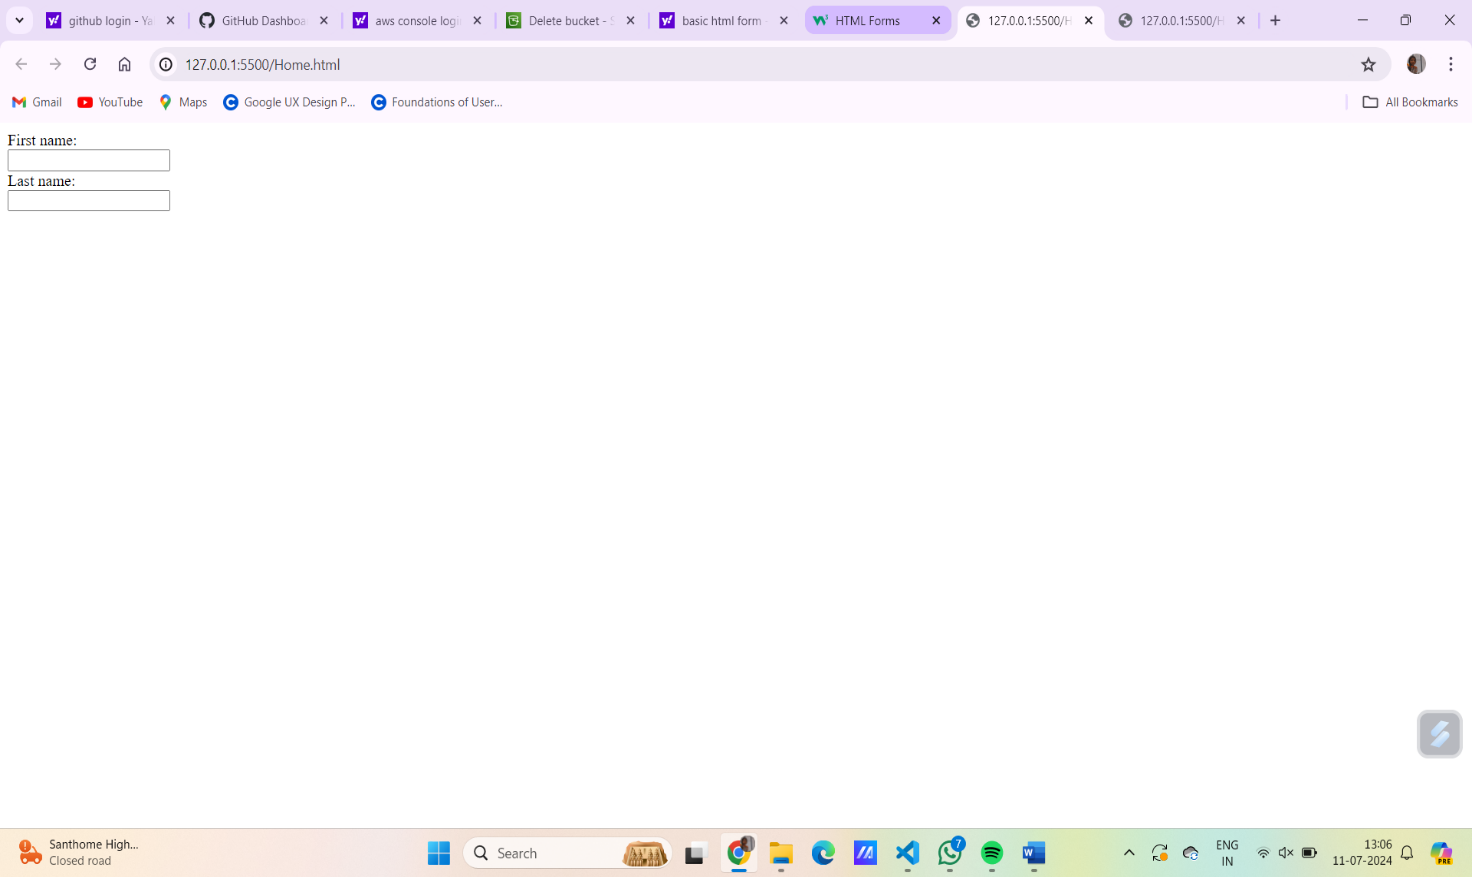 github login - Ya
GitHub Dashboa
aws console logi
Delete bucket - S
basic html form -
HTML Forms
127.0.0.1:5500/H
127.0.0.1:5500/H
127.0.0.1:5500/Home.html
Gmail
YouTube
Maps
Google UX Design P...
Foundations of User...
All Bookmarks
First name:
Last name:
Santhome High...
Closed road
Search
7
ENG
IN
13:06
11-07-2024
PRE